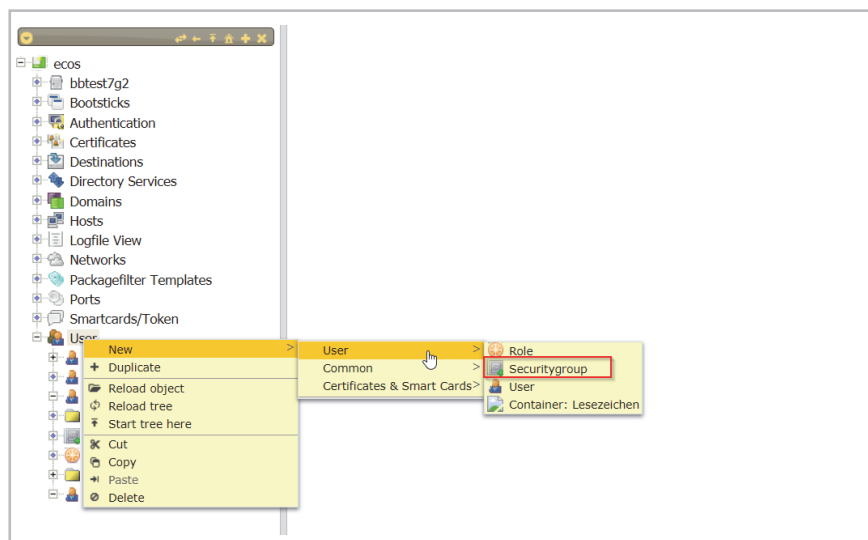 ecos
bbtest7g2
Bootsticks
Authentication
Certificates
Destinations
Directory Services
Domains
Hosts
Logfile View
Networks
Packagefilter Templates
Ports
Smartcards/Token
User
New >
Duplicate
Reload object
Reload tree
Start tree here
Cut
Copy
Paste
Delete
User >
Common >
Certificates & Smart Cards>
Role
Securitygroup
User
Container: Lesezeichen